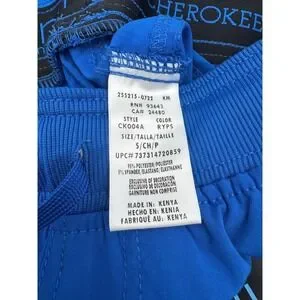 CHEROKEE
255215-0722 KM
RN# 93643
CA# 24480
STYLE COLOR
CK004A RYPS
SIZE/TALLA/TAILLE
S/CH/P
UPC# 737314720859
95% POLYESTER/POLIESTER
5% SPANDEX/ELASTANO/ÉLASTHANNE
EXCLUSIVE OF DECORATION
EXCLUSIVO DE DECORACIÓN
GARNITURE NON COMPRISE
MADE IN KENYA
HECHO EN KENIA
FABRIQUÉ AU: KENYA